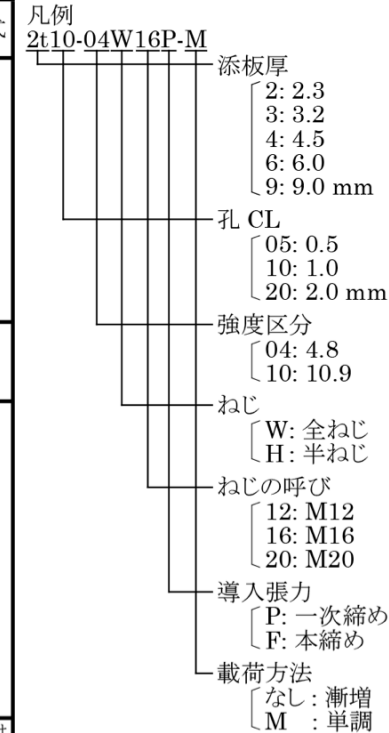 凡例
2t10-04W16P-M
添板厚
2: 2.3
3: 3.2
4: 4.5
6: 6.0
9: 9.0 mm
孔 CL
05: 0.5
10: 1.0
20: 2.0 mm
強度区分
04: 4.8
10: 10.9
ねじ
W: 全ねじ
H: 半ねじ
ねじの呼び
12: M12
16: M16
20: M20
導入張力
P: 一次締め
F: 本締め
載荷方法
なし: 漸増
M : 単調